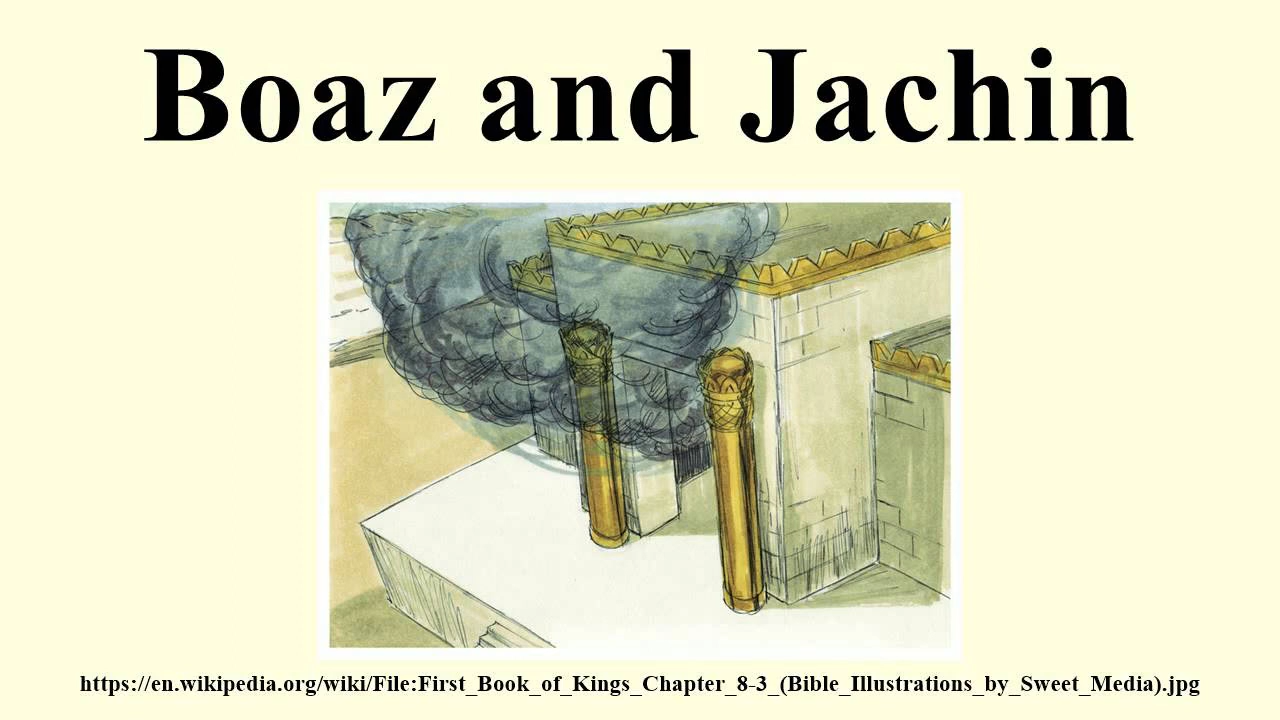 Boaz and Jachin
https://en.wikipedia.org/wiki/File:First_Book_of_Kings_Chapter_8-3_(Bible_Illustrations_by_Sweet_Media).jpg